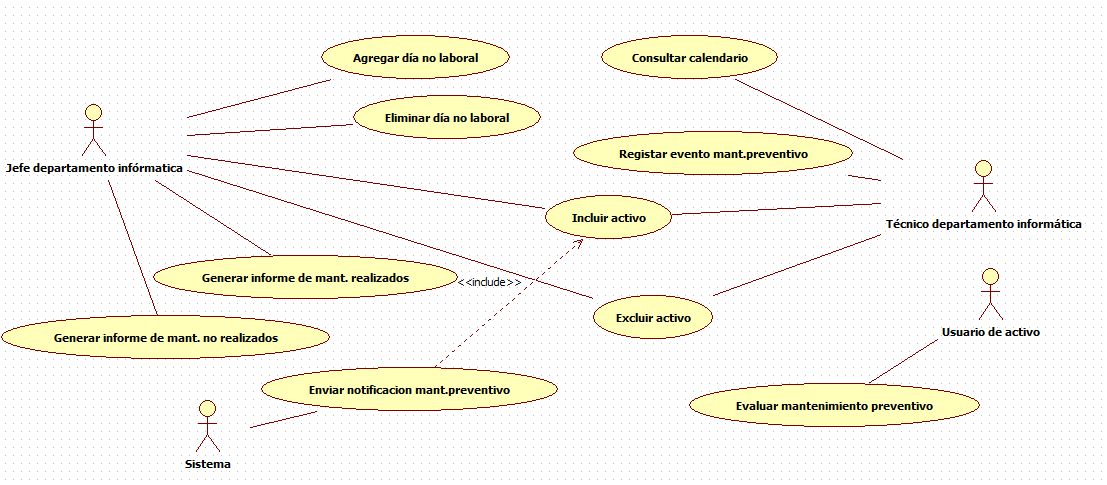 Agregar día no laboral
Consultar calendario
Eliminar día no laboral
Registar evento mant.preventivo
Jefe departamento infórmatica
Incluir activo
Técnico departamento informática
Generar informe de mant. realizados
<<include>>
Excluir activo
Usuario de activo
Generar informe de mant. no realizados
Enviar notificacion mant.preventivo
Evaluar mantenimiento preventivo
Sistema